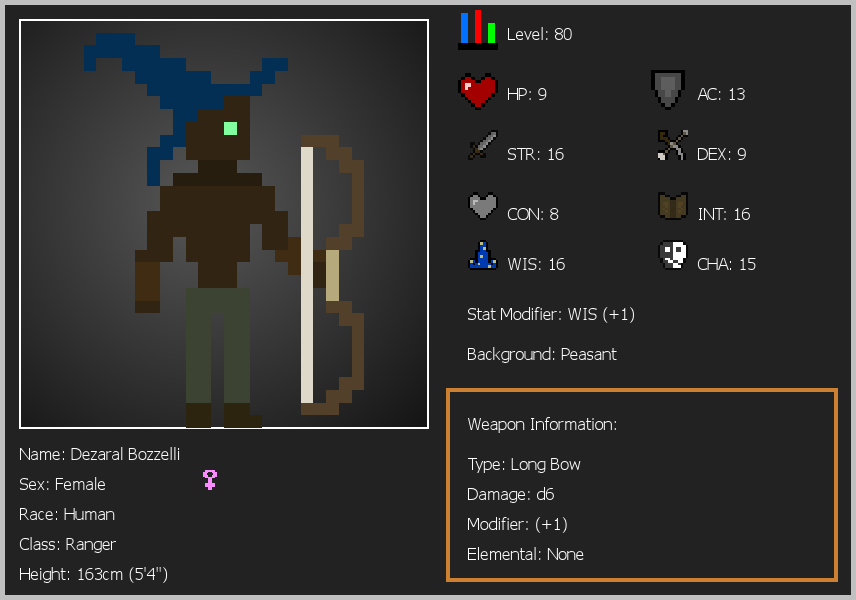 Level: 80
HP: 9
AC: 13
STR: 16
DEX: 9
CON: 8
INT: 16
WIS: 16
CHA: 15
Stat Modifier: WIS (+1)
Background: Peasant
Weapon Information:
Type: Long Bow
Damage: d6
Modifier: (+1)
Elemental: None
Name: Dezaral Bozzelli
Sex: Female
Race: Human
Class: Ranger
Height: 163cm (5'4")